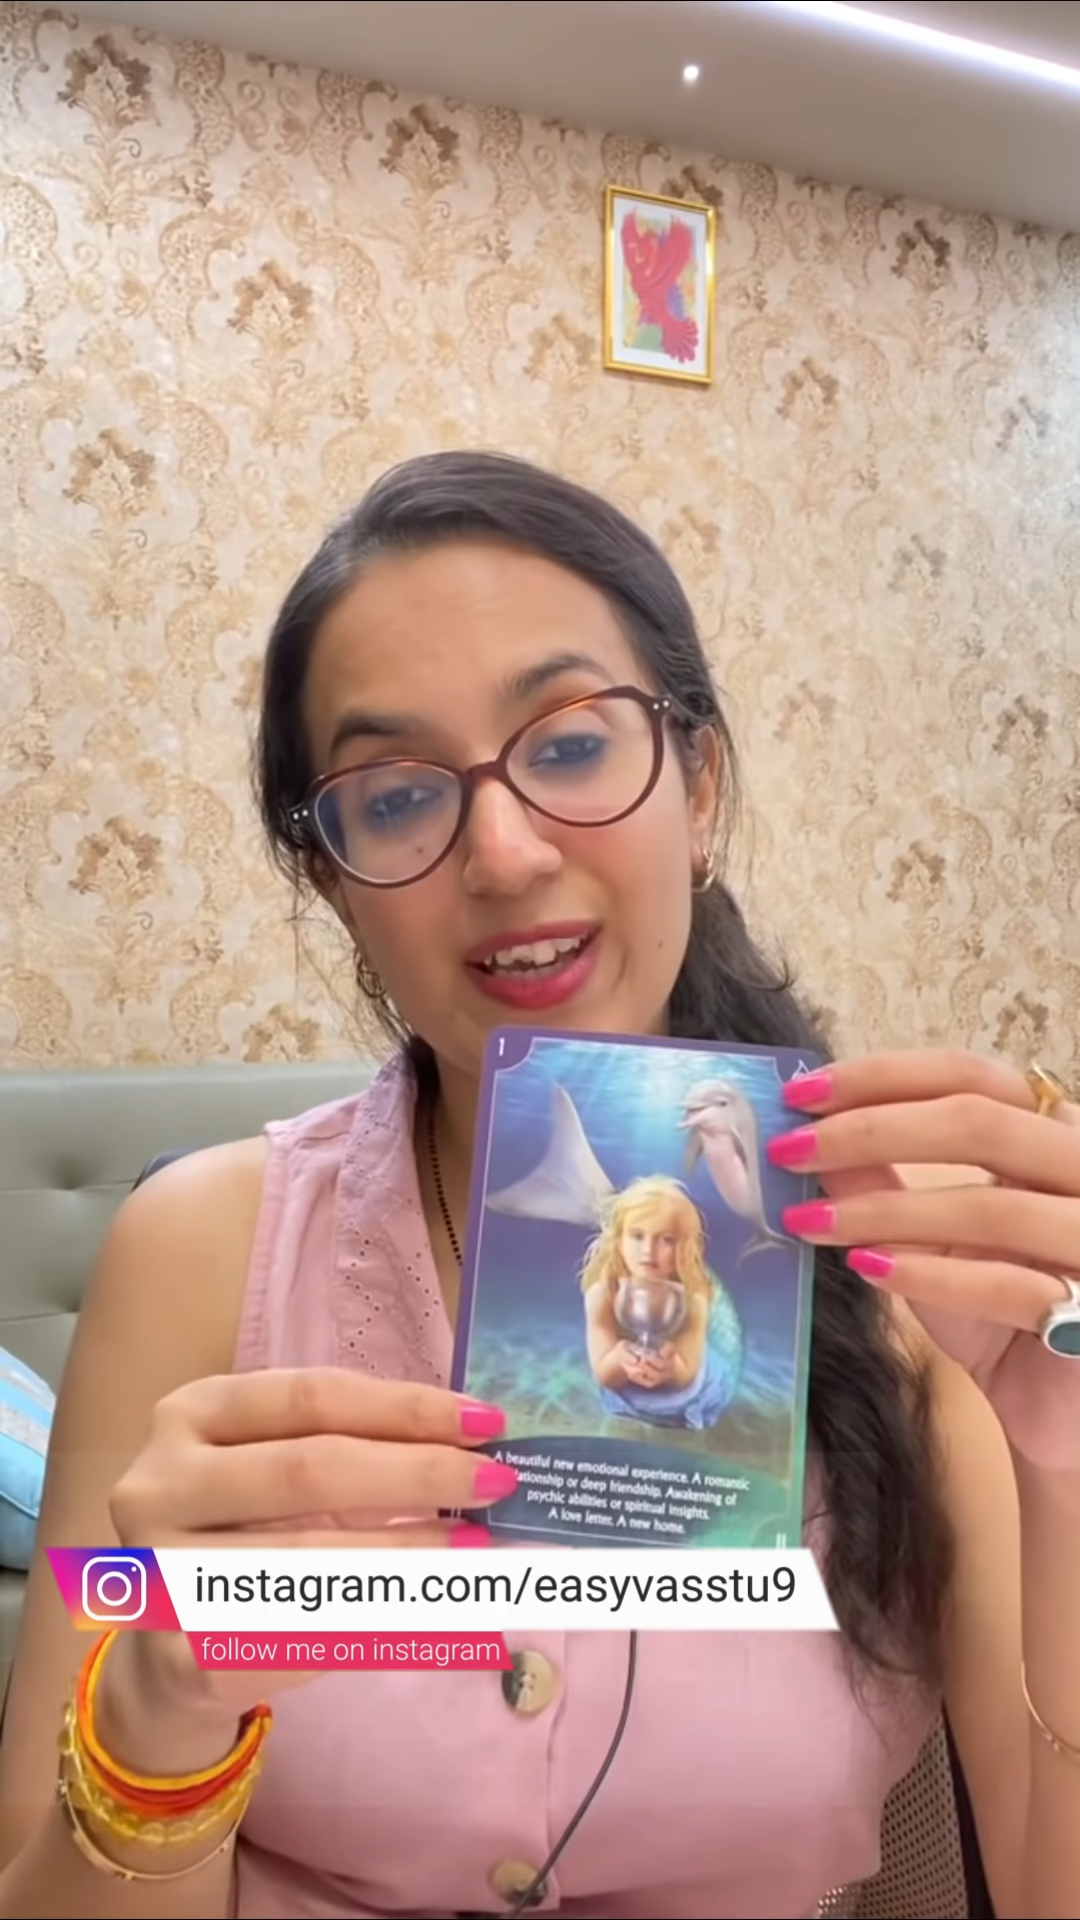 1
A beautiful new emotional experience. A romantic
relationship or deep friendship. Awakening of
psychic abilities or spiritual insights.
A love letter. A new home.
instagram.com/easyvasstu9
follow me on instagram